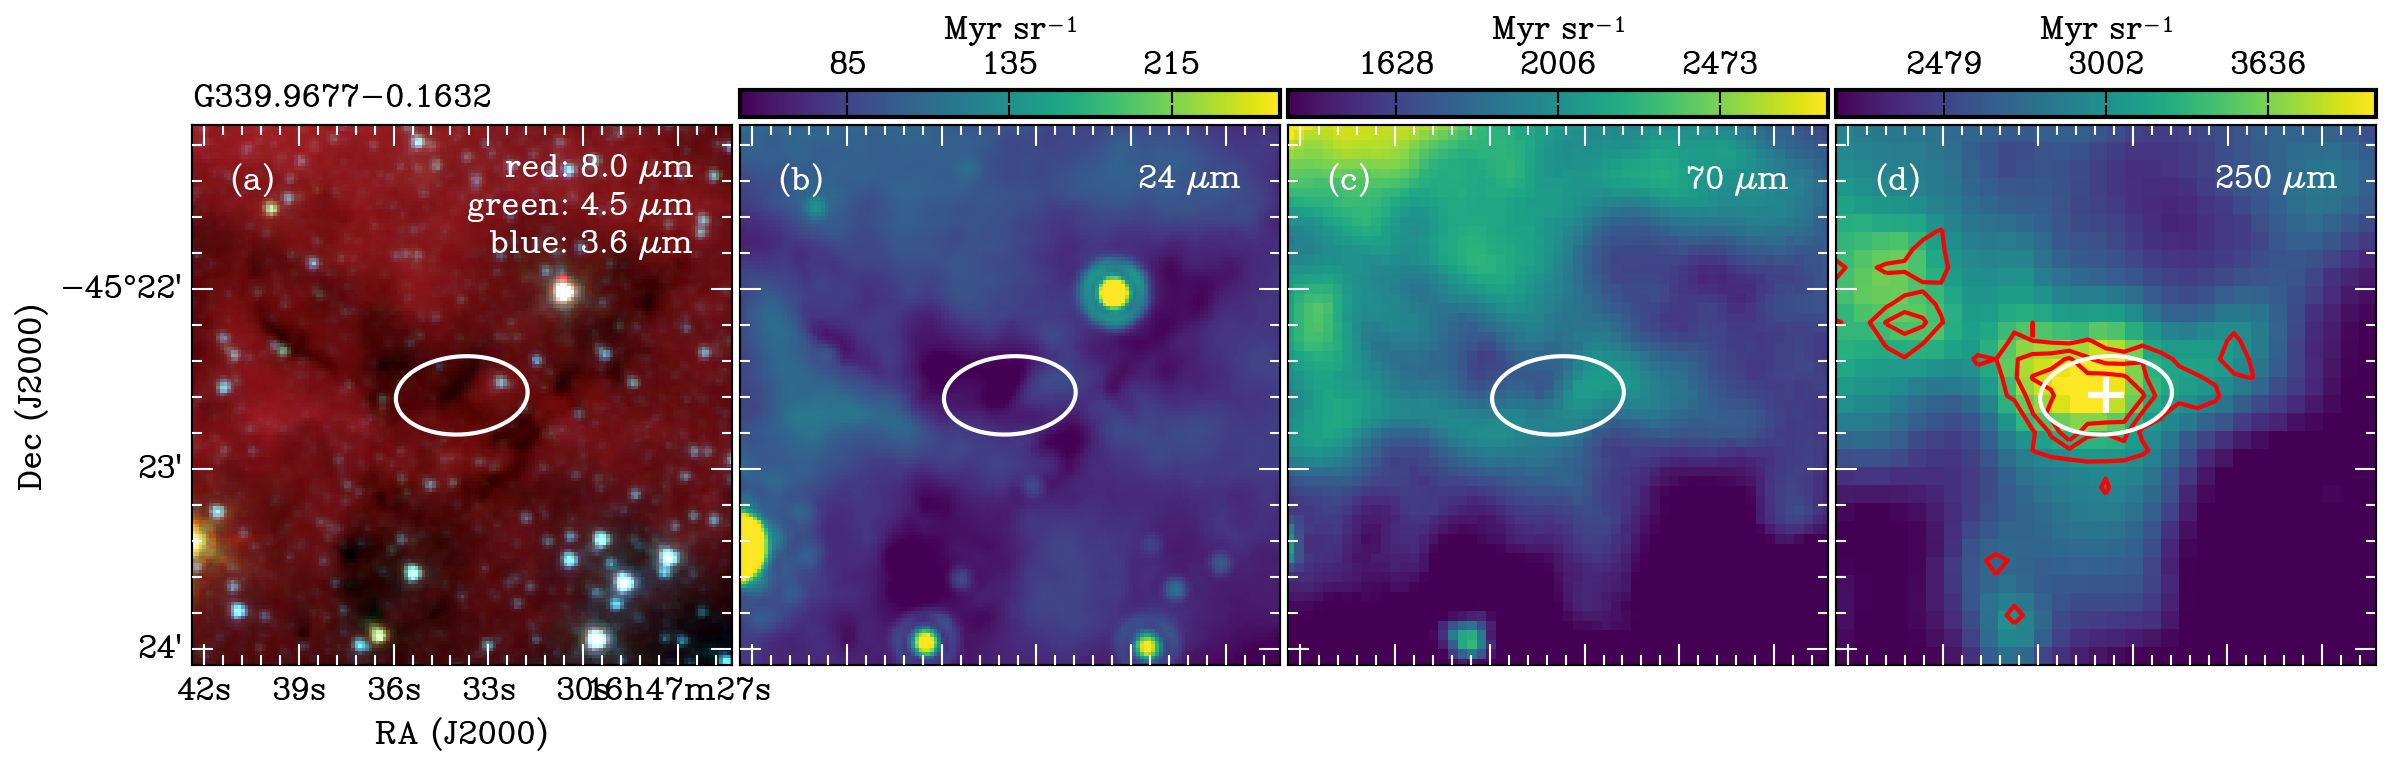 Myr sr⁻¹ Myr sr⁻¹ Myr sr⁻¹
85 135 215 1628 2006 2473 2479 3002 3636
G339.9677−0.1632
(a) red: 8.0 μm
green: 4.5 μm
blue: 3.6 μm
(b) 24 μm
(c) 70 μm
(d) 250 μm
Dec (J2000)
−45°22'
23'
24'
42s 39s 36s 33s 30s 16h47m27s
RA (J2000)